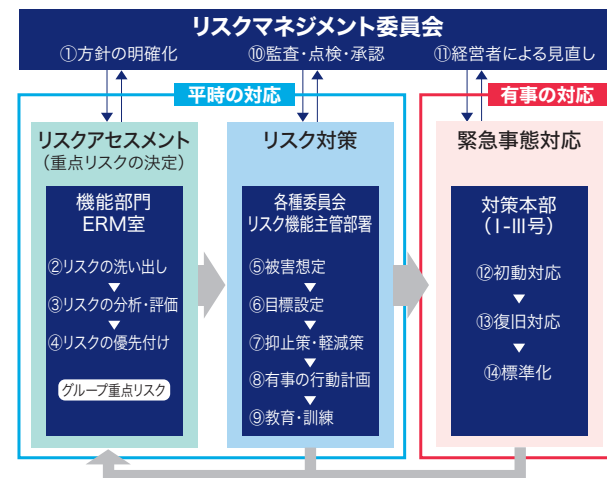 リスクマネジメント委員会
①方針の明確化
⑩監査・点検・承認
⑪経営者による見直し
平時の対応
有事の対応
リスクアセスメント
（重点リスクの決定）
機能部門
ERM室
②リスクの洗い出し
③リスクの分析・評価
④リスクの優先付け
グループ重点リスク
リスク対策
各種委員会
リスク機能主管部署
⑤被害想定
⑥目標設定
⑦抑止策・軽減策
⑧有事の行動計画
⑨教育・訓練
緊急事態対応
対策本部
（Ⅰ-Ⅲ号）
⑫初動対応
⑬復旧対応
⑭標準化